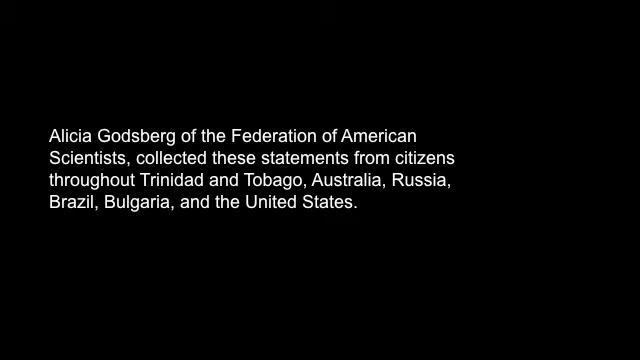 Alicia Godsberg of the Federation of American
Scientists, collected these statements from citizens
throughout Trinidad and Tobago, Australia, Russia,
Brazil, Bulgaria, and the United States.